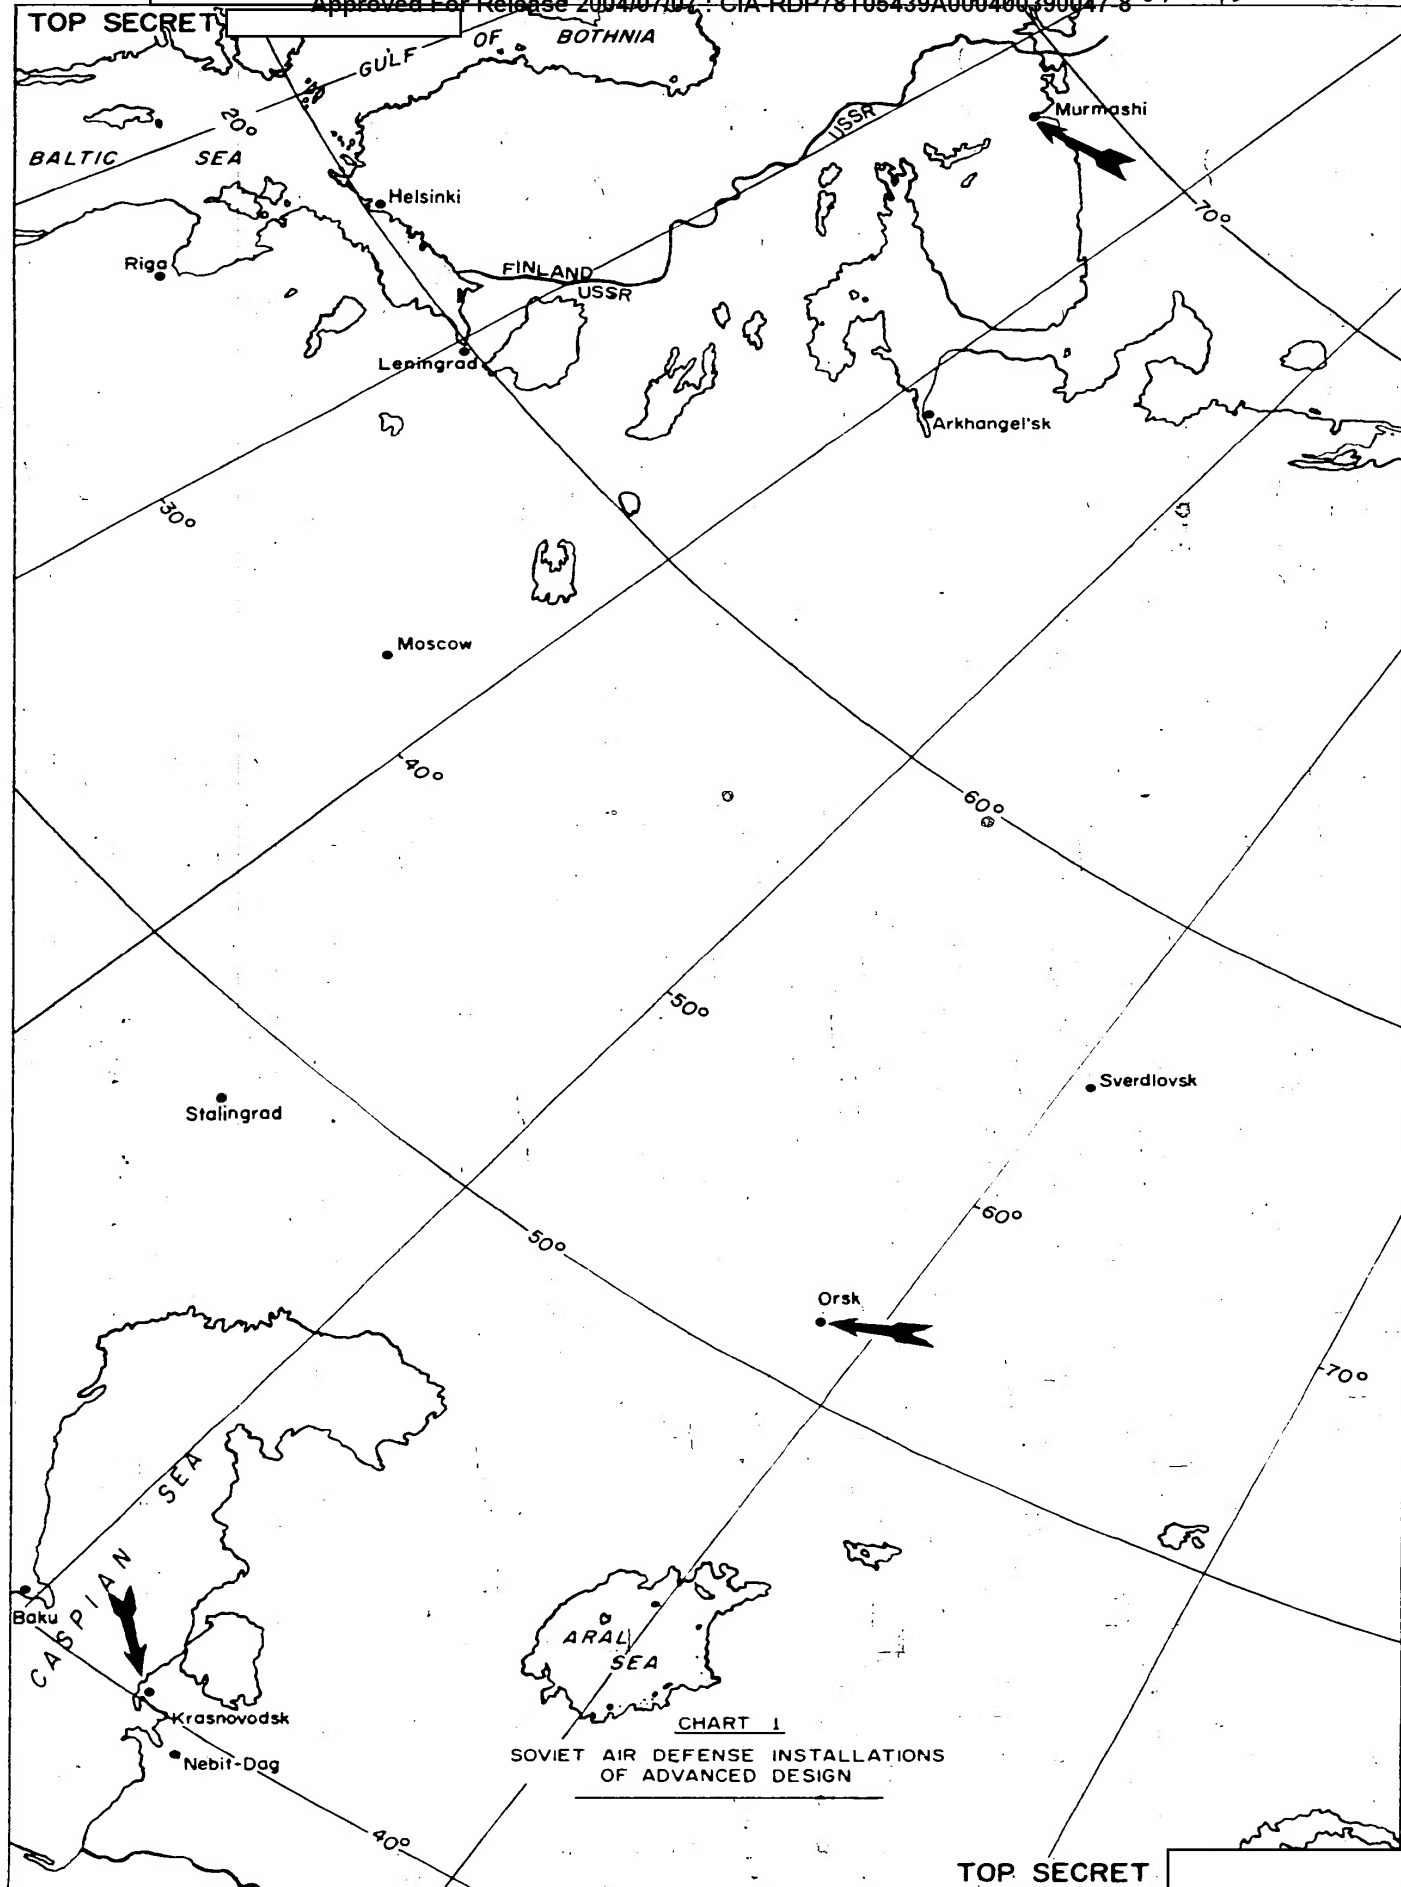 Approved For Release 2004/07/07 : CIA-RDP78T05439A000400390047-8
TOP SECRET
GULF OF BOTHNIA
20°
BALTIC SEA
USSR
Murmashi
Helsinki
70°
Riga
FINLAND
USSR
Leningrad
Arkhangel'sk
30°
Moscow
40°
60°
50°
Sverdlovsk
Stalingrad
60°
50°
Orsk
70°
CASPIAN SEA
Baku
ARAL
SEA
Krasnovodsk
Nebit-Dag
CHART 1
SOVIET AIR DEFENSE INSTALLATIONS
OF ADVANCED DESIGN
40°
TOP SECRET